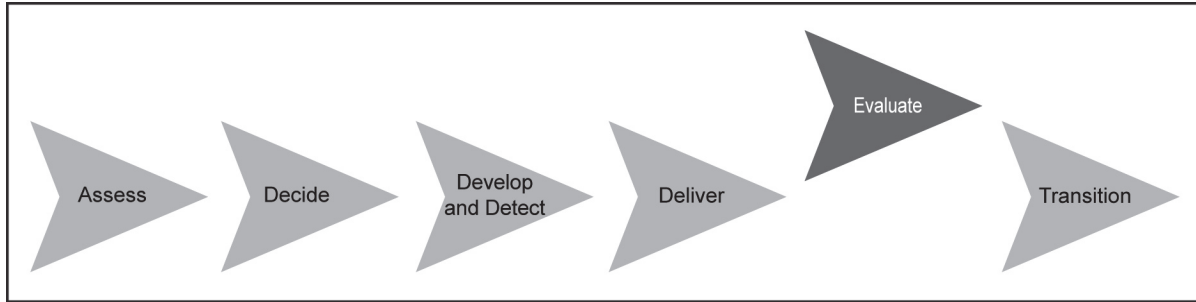 Assess
Decide
Develop
and Detect
Deliver
Evaluate
Transition